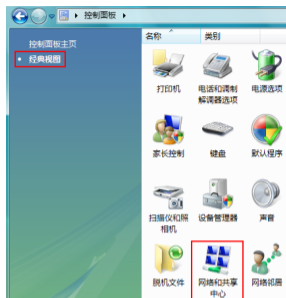 控制面板
控制面板主页
经典视图
名称 类别
打印机
电话和调制
解调器选项
电源选项
家长控制
键盘
默认程序
扫描仪和照
相机
设备管理器
声音
脱机文件
网络和共享
中心
网络邻居